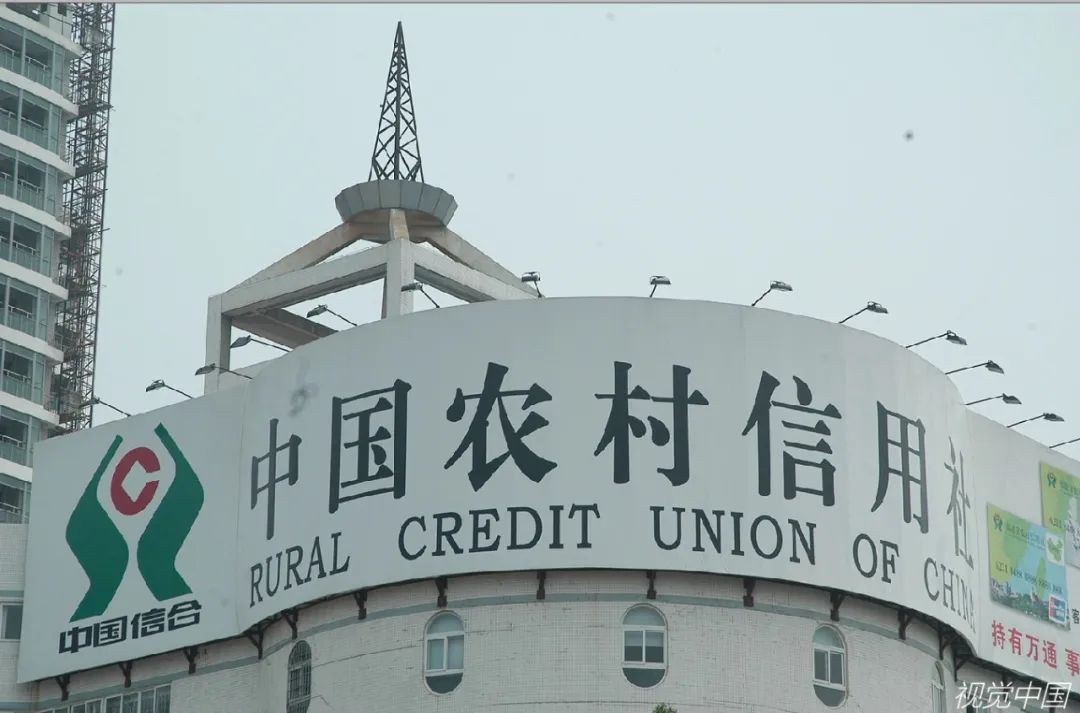 中国农村信用社
RURAL CREDIT UNION OF CHINA
中国信合
持有万通 事
视觉中国